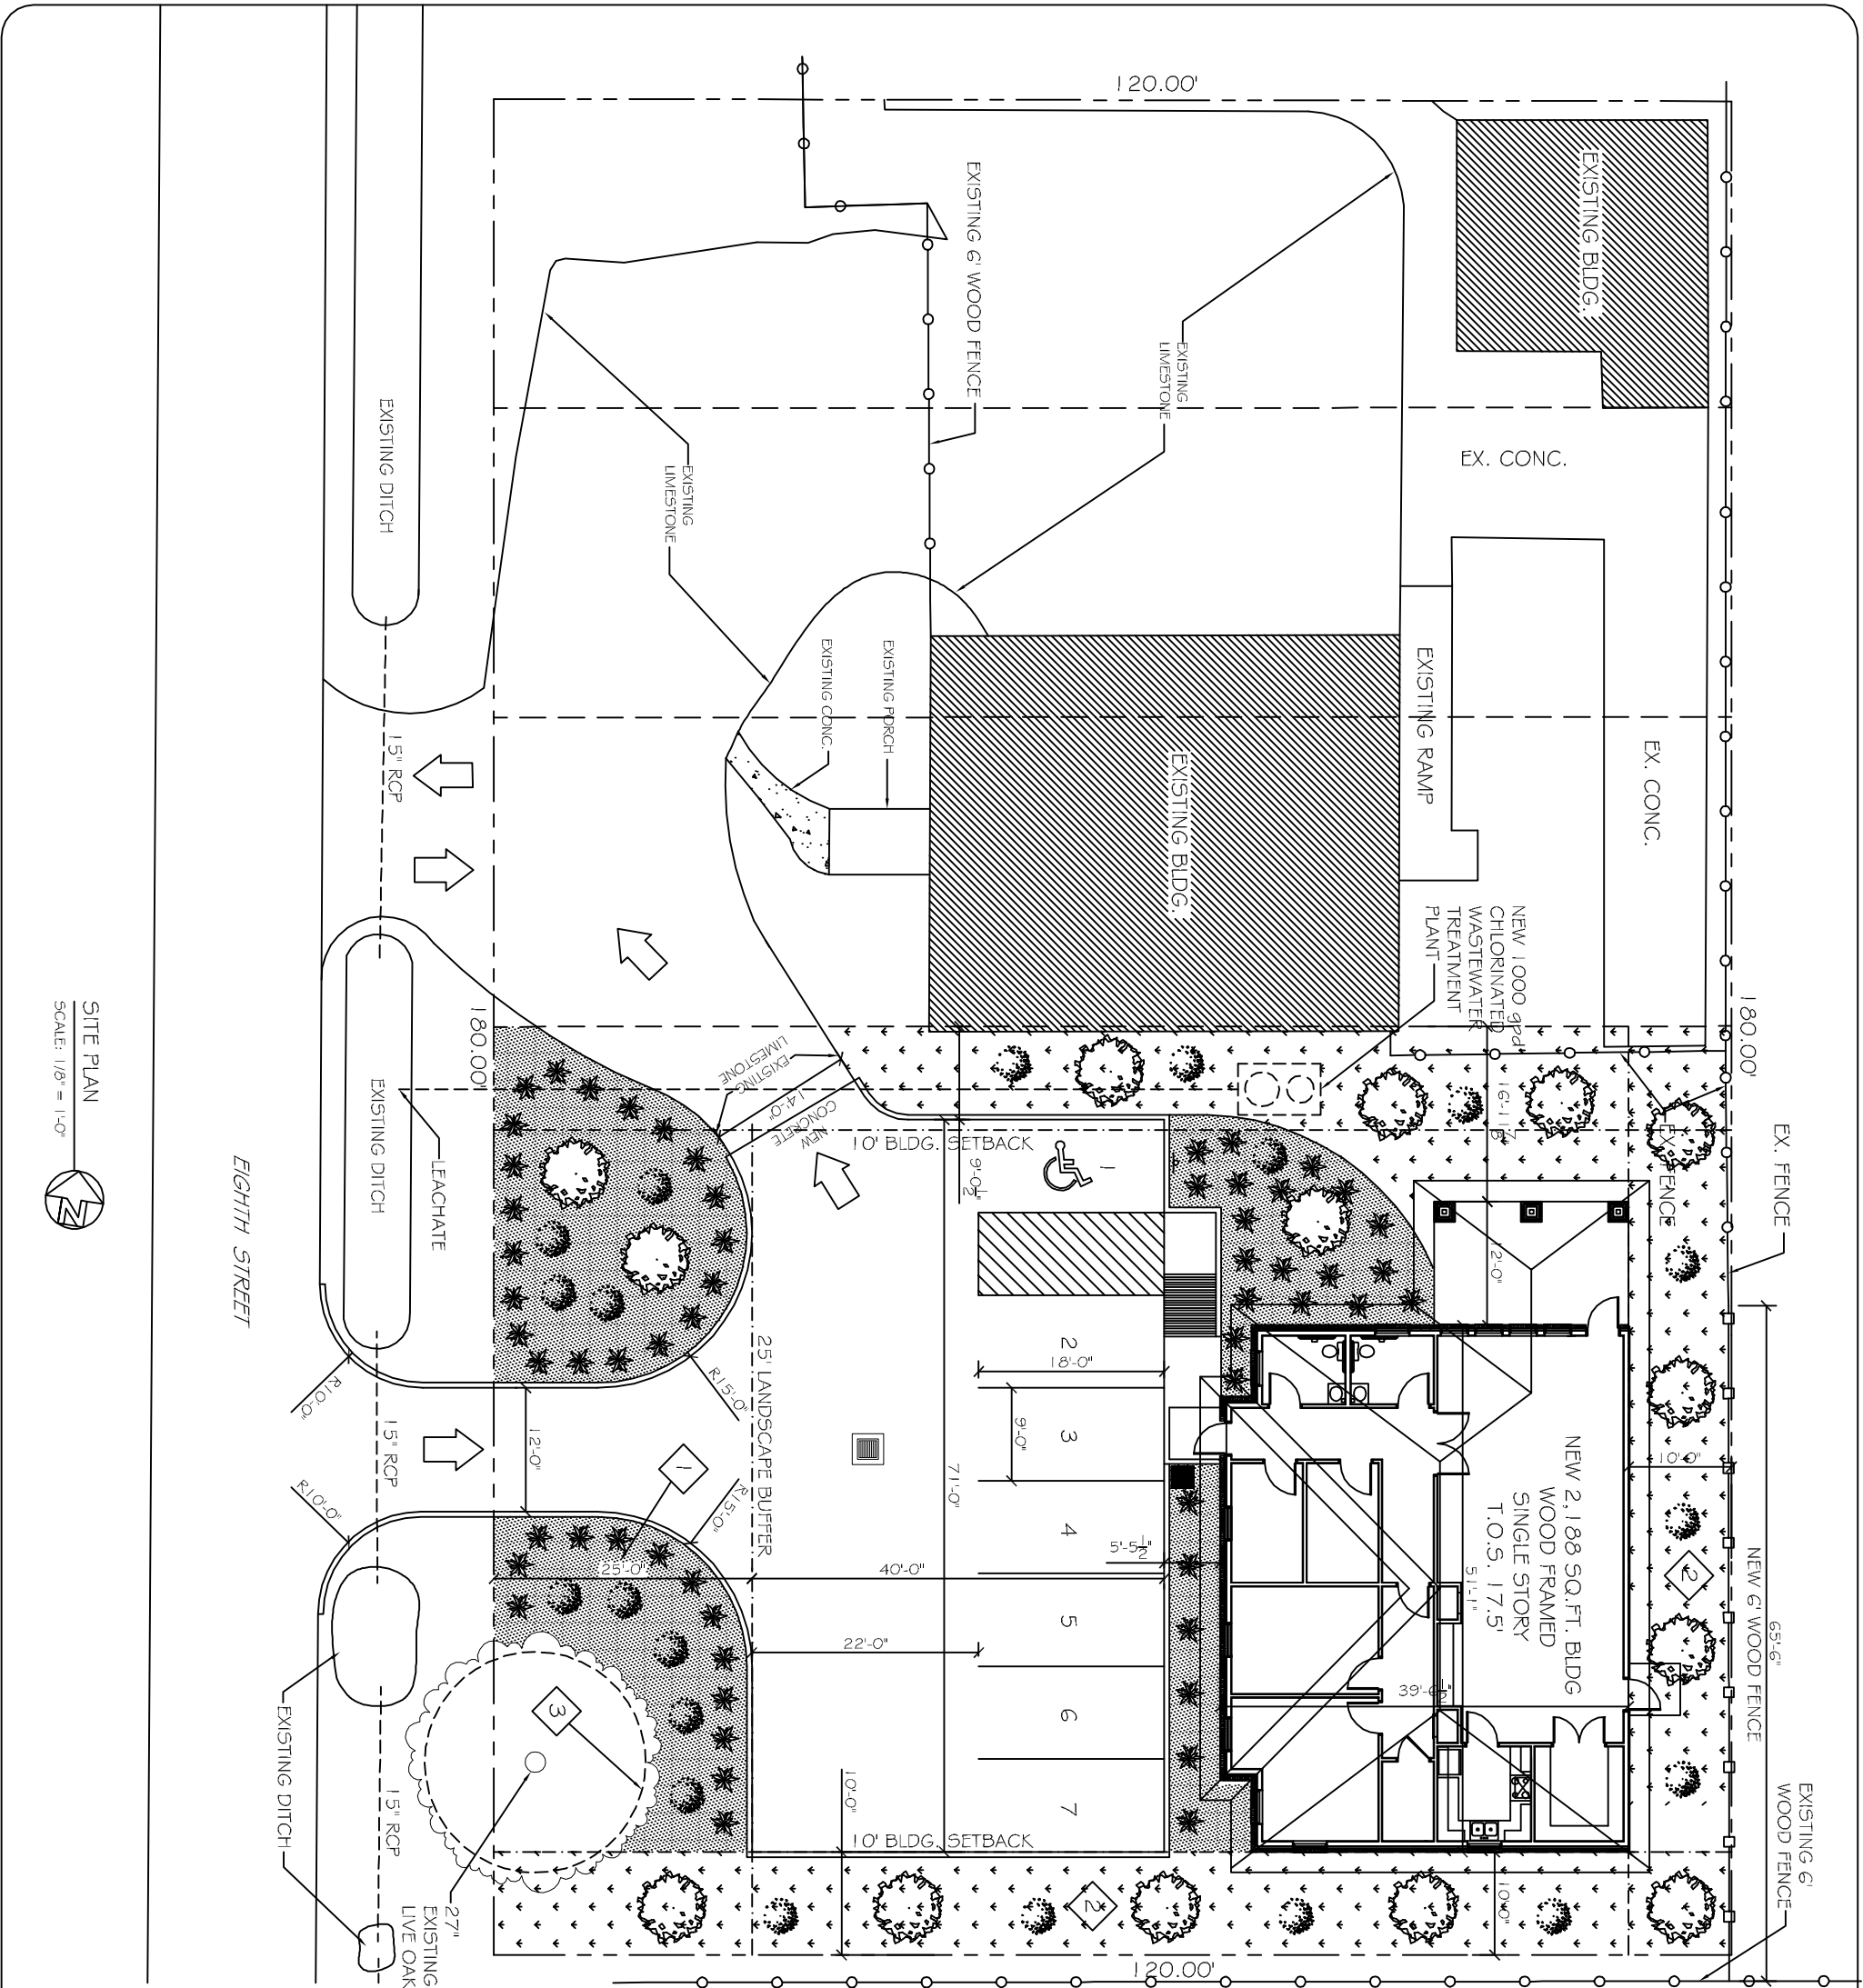 120.00'
EXISTING BLDG.
EXISTING 6' WOOD FENCE
EXISTING
LIMESTONE
EX. CONC.
EXISTING DITCH
EXISTING
LIMESTONE
EXISTING RAMP
EX. CONC.
EXISTING PORCH
EXISTING CONC.
EXISTING BLDG.
15" RCP
NEW 1000 gpd
CHLORINATED
WASTEWATER
TREATMENT
PLANT
180.00'
180.00'
EXISTING
LIMESTONE
14'-0"
NEW
CONCRETE
10' BLDG. SETBACK
9'-0½"
1
EX. FENCE
EX. FENCE
12'-0"
EXISTING DITCH
LEACHATE
SITE PLAN
SCALE: 1/8" = 1'-0"
N
EIGHTH STREET
R10'-0"
R15'-0"
25' LANDSCAPE BUFFER
2
18'-0"
9'-0"
3
71'-0"
12'-0"
15" RCP
1
R10'-0"
R15'-0"
4
5'-5½"
25'-0"
40'-0"
NEW 2,188 SQ.FT. BLDG
WOOD FRAMED
SINGLE STORY
T.O.S. 17.5'
51'-1"
10'-0"
2
NEW 6' WOOD FENCE
65'-6"
5
22'-0"
39'-6½"
6
3
7
10'-0"
10' BLDG. SETBACK
EXISTING DITCH
15" RCP
27"
EXISTING
LIVE OAK
2
10'-0"
EXISTING 6'
WOOD FENCE
120.00'